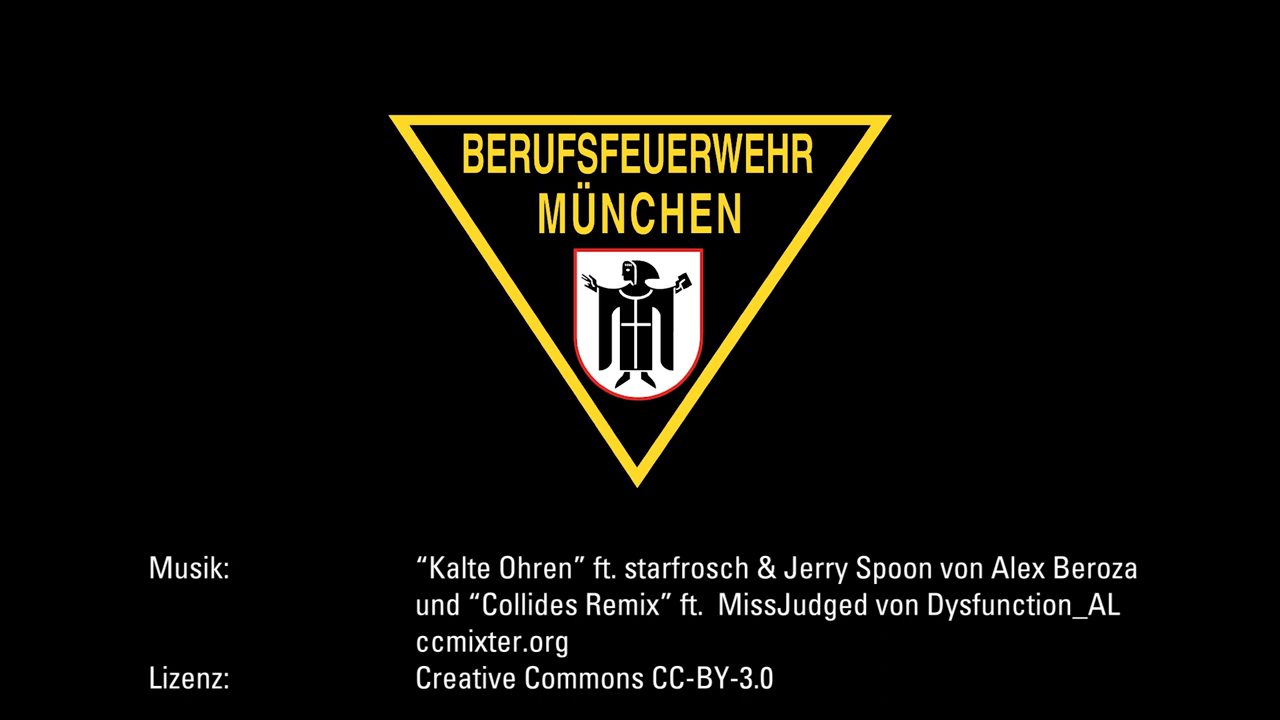 BERUFSFEUERWEHR
MÜNCHEN
Musik: “Kalte Ohren” ft. starfrosch & Jerry Spoon von Alex Beroza
und “Collides Remix” ft. MissJudged von Dysfunction_AL
ccmixter.org
Lizenz: Creative Commons CC-BY-3.0